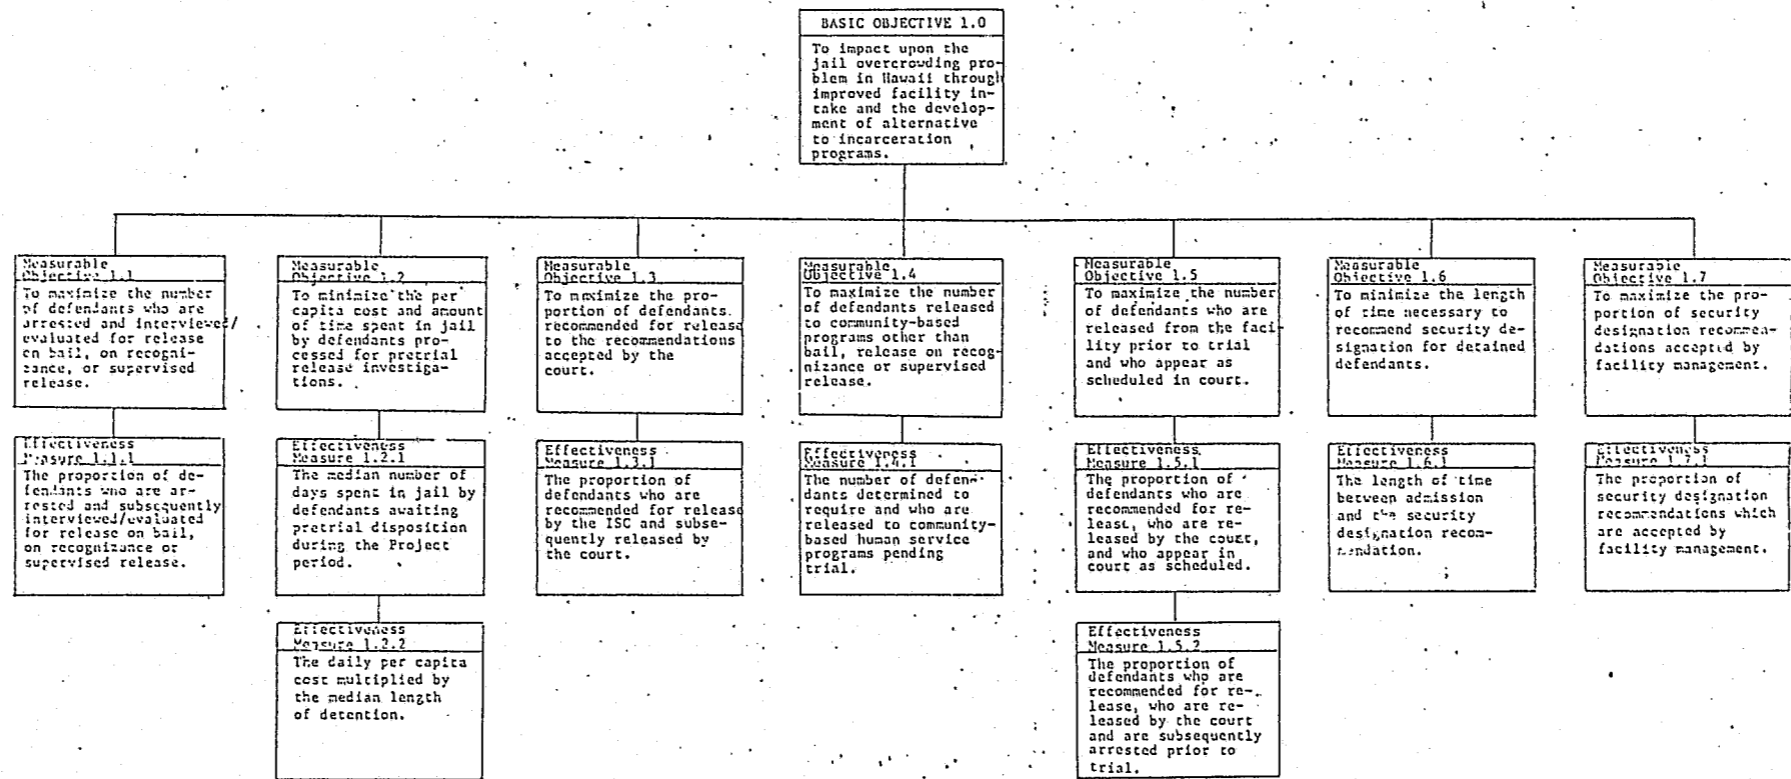 BASIC OBJECTIVE 1.0
To impact upon the
jail overcrowding pro-
blem in Hawaii through
improved facility in-
take and the develop-
ment of alternative
to incarceration
programs.
Measurable
Objective 1.1
To maximize the number
of defendants who are
arrested and interviewed/
evaluated for release
on bail, on recogni-
zance, or supervised
release.
Effectiveness
Measure 1.1.1
The proportion of de-
fendants who are ar-
rested and subsequently
interviewed/evaluated
for release on bail,
on recognizance or
supervised release.
Measurable
Objective 1.2
To minimize the per
capita cost and amount
of time spent in jail
by defendants pro-
cessed for pretrial
release investiga-
tions.
Effectiveness
Measure 1.2.1
The median number of
days spent in jail by
defendants awaiting
pretrial disposition
during the Project
period.
Effectiveness
Measure 1.2.2
The daily per capita
cost multiplied by
the median length
of detention.
Measurable
Objective 1.3
To maximize the pro-
portion of defendants
recommended for release
to the recommendations
accepted by the
court.
Effectiveness
Measure 1.3.1
The proportion of
defendants who are
recommended for release
by the ISC and subse-
quently released by
the court.
Measurable
Objective 1.4
To maximize the number
of defendants released
to community-based
programs other than
bail, release on recog-
nizance or supervised
release.
Effectiveness
Measure 1.4.1
The number of defen-
dants determined to
require and who are
released to community-
based human service
programs pending
trial.
Measurable
Objective 1.5
To maximize the number
of defendants who are
released from the faci-
lity prior to trial
and who appear as
scheduled in court.
Effectiveness
Measure 1.5.1
The proportion of
defendants who are
recommended for re-
lease, who are re-
leased by the court,
and who appear in
court as scheduled.
Effectiveness
Measure 1.5.2
The proportion of
defendants who are
recommended for re-
lease, who are re-
leased by the court
and are subsequently
arrested prior to
trial.
Measurable
Objective 1.6
To minimize the length
of time necessary to
recommend security de-
signation for detained
defendants.
Effectiveness
Measure 1.6.1
The length of time
between admission
and the security
designation recom-
mendation.
Measurable
Objective 1.7
To maximize the pro-
portion of security
designation recommen-
dations accepted by
facility management.
Effectiveness
Measure 1.7.1
The proportion of
security designation
recommendations which
are accepted by
facility management.